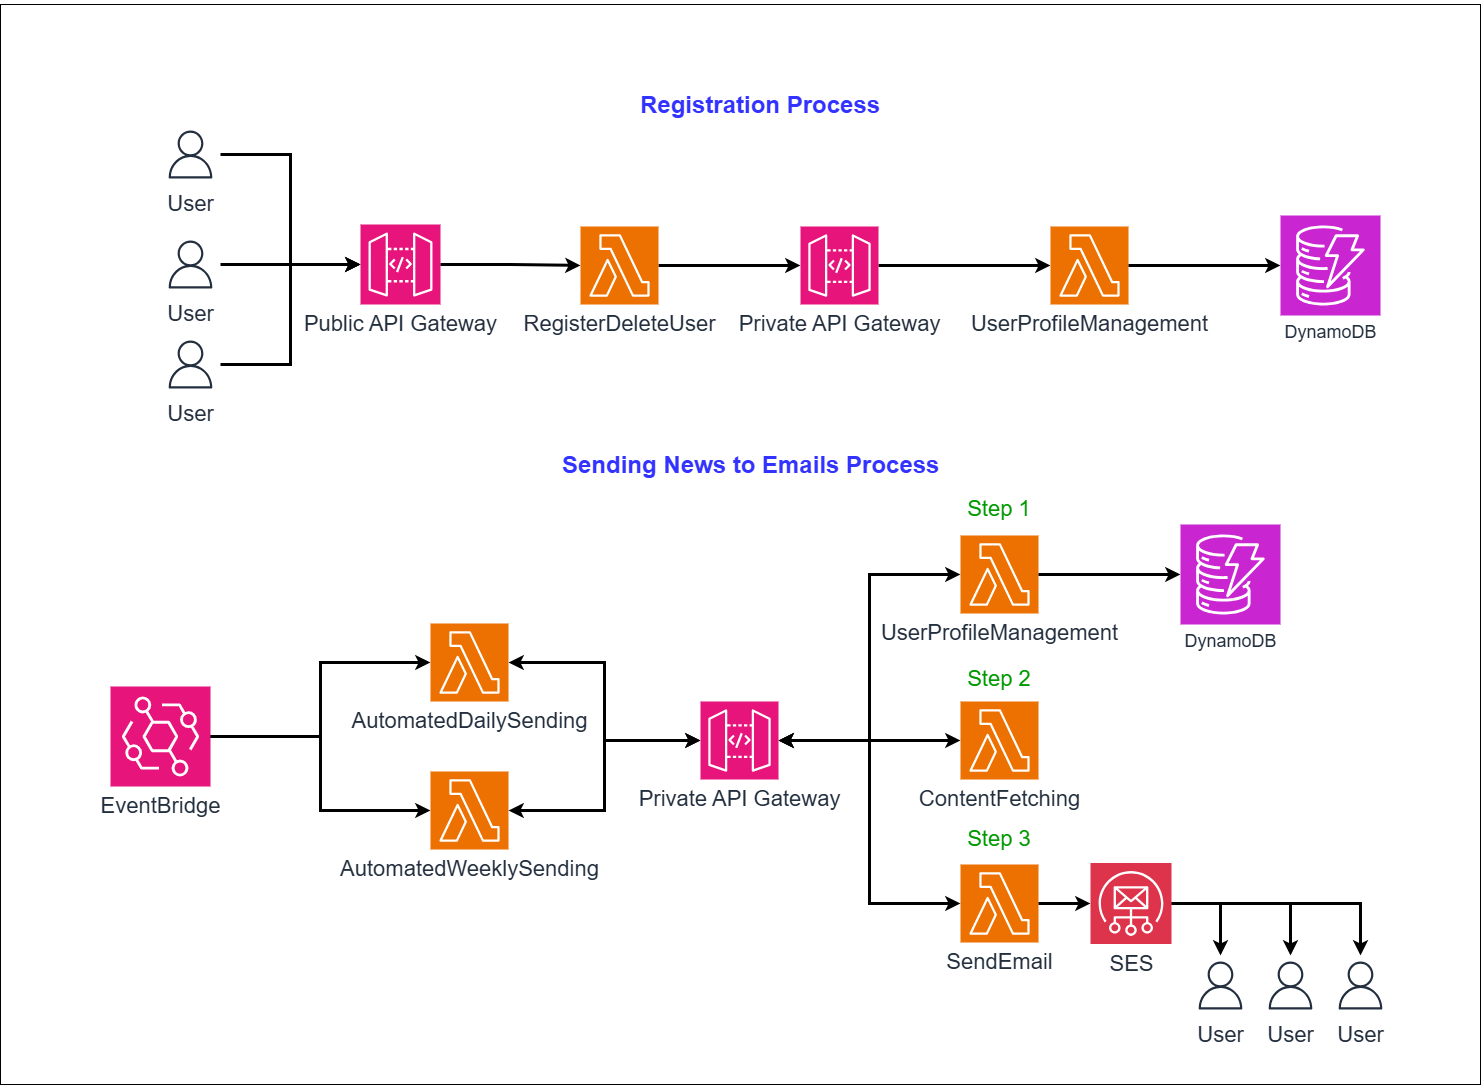 Registration Process
User
User
User
Public API Gateway
RegisterDeleteUser
Private API Gateway
UserProfileManagement
DynamoDB
Sending News to Emails Process
Step 1
UserProfileManagement
DynamoDB
EventBridge
AutomatedDailySending
AutomatedWeeklySending
Private API Gateway
Step 2
ContentFetching
Step 3
SendEmail
SES
User
User
User